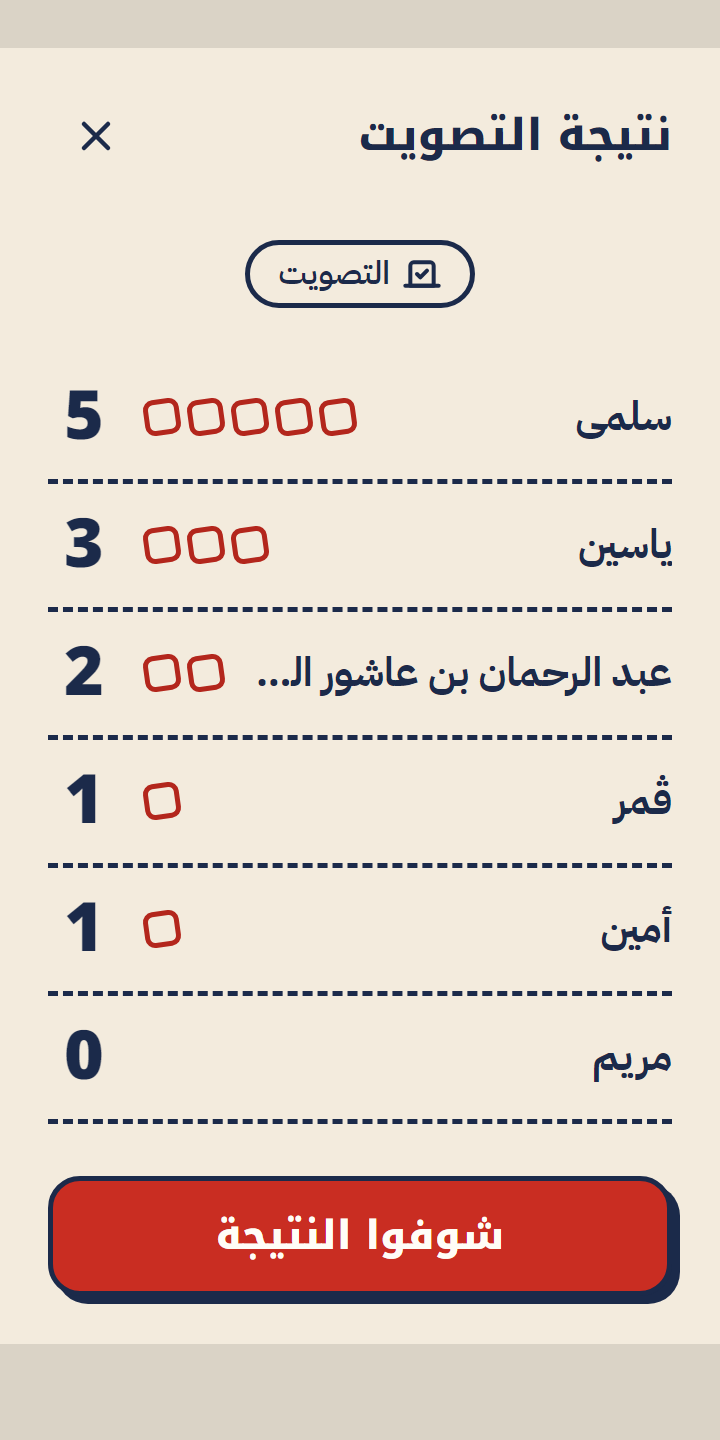 نتيجة التصويت
التصويت
سلمى 5
ياسين 3
عبد الرحمان بن عاشور الـ... 2
ڤمر 1
أمين 1
مريم 0
شوفوا النتيجة